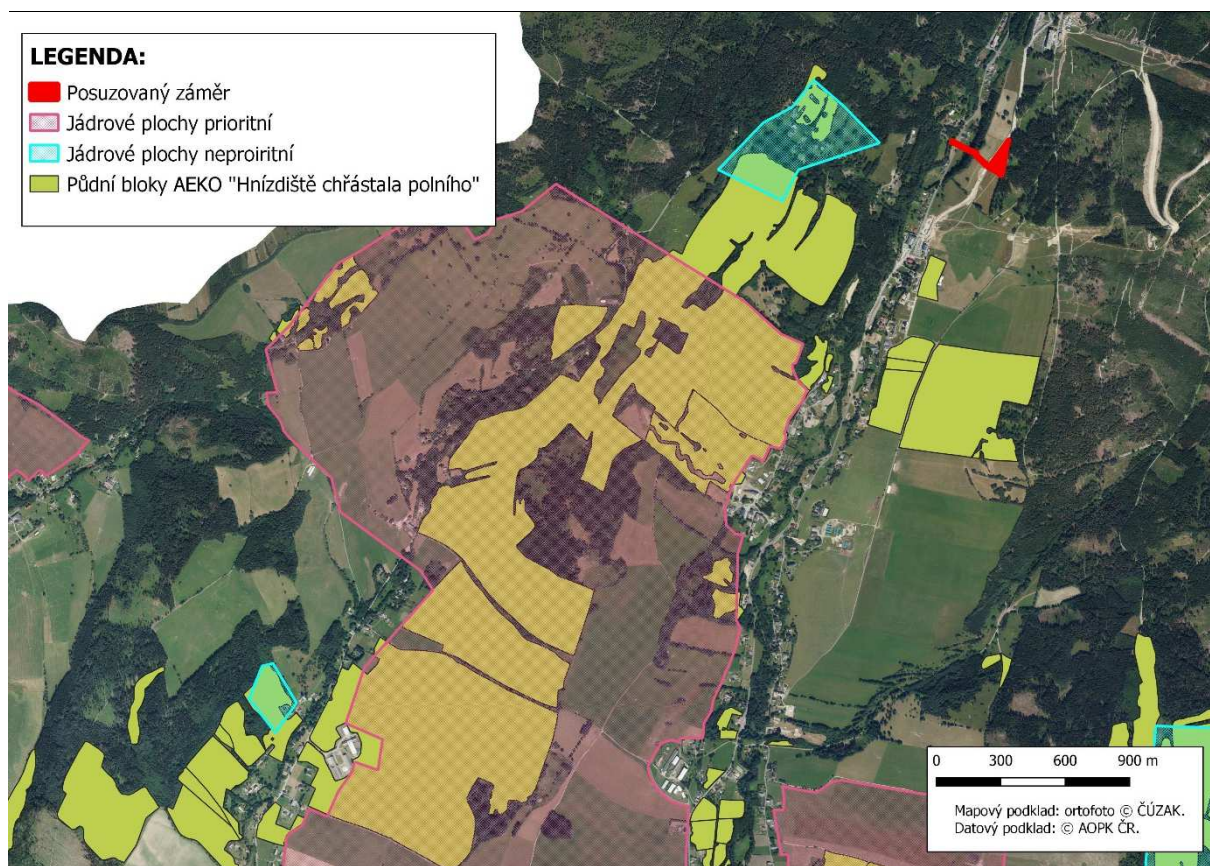 LEGENDA:
Posuzovaný záměr
Jádrové plochy prioritní
Jádrové plochy neproiritní
Půdní bloky AEKO "Hnízdiště chřástala polního"
0 300 600 900 m
Mapový podklad: ortofoto © ČÚZAK.
Datový podklad: © AOPK ČR.